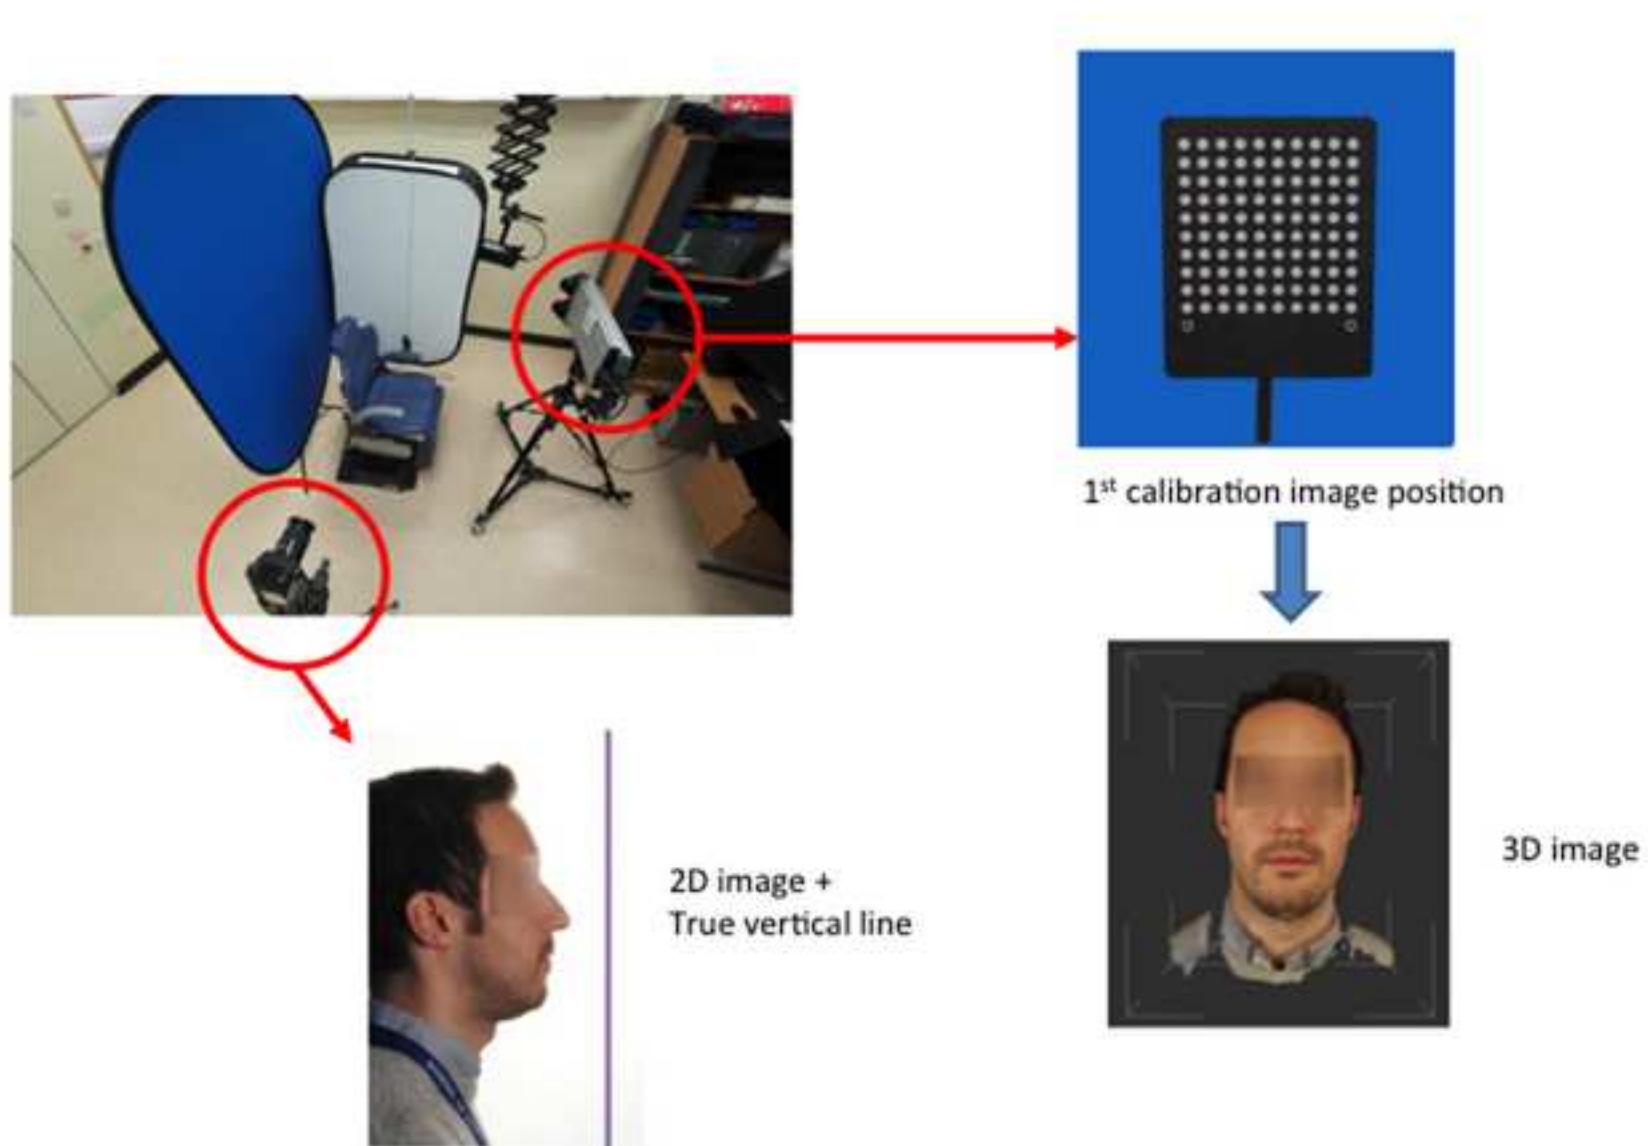 1st calibration image position
2D image +
True vertical line
3D image